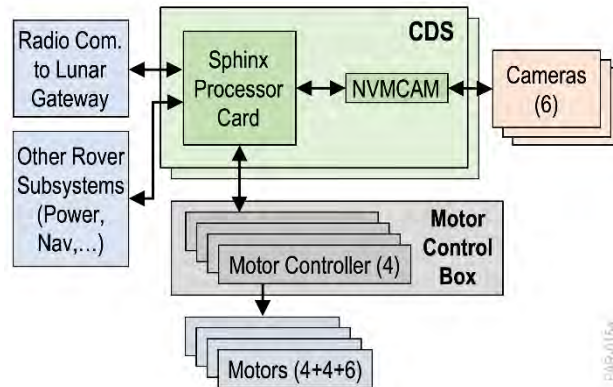 CDS
Radio Com.
to Lunar
Gateway
Sphinx
Processor
Card
NVMCAM
Cameras
(6)
Other Rover
Subsystems
(Power,
Nav,...)
Motor
Control
Box
Motor Controller (4)
Motors (4+4+6)